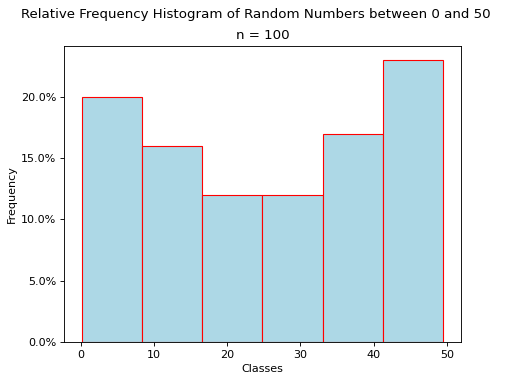 Relative Frequency Histogram of Random Numbers between 0 and 50
n = 100
20.0%
15.0%
10.0%
5.0%
0.0%
Frequency
0 10 20 30 40 50
Classes